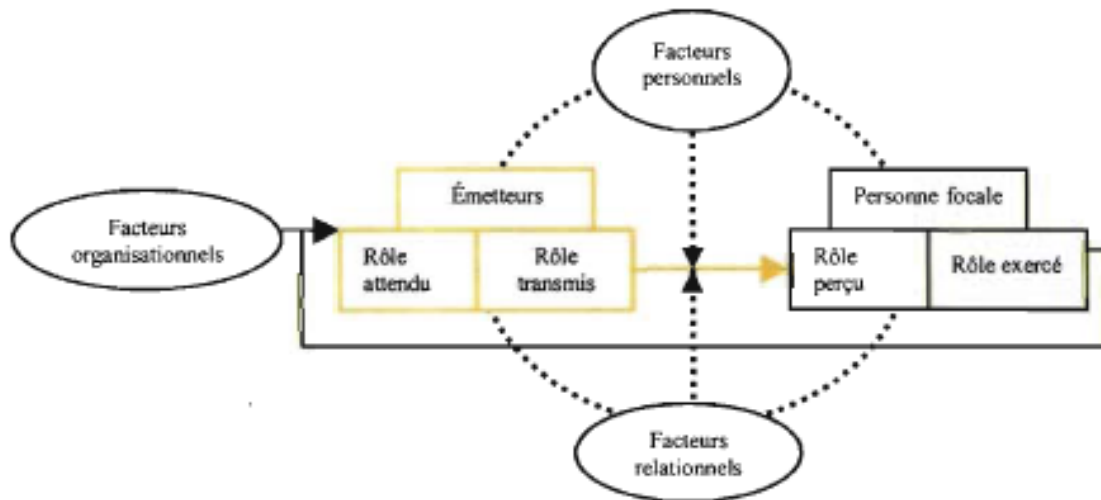 Facteurs
personnels
Émetteurs
Personne focale
Facteurs
organisationnels
Rôle
attendu
Rôle
transmis
Rôle
perçu
Rôle exercé
Facteurs
relationnels